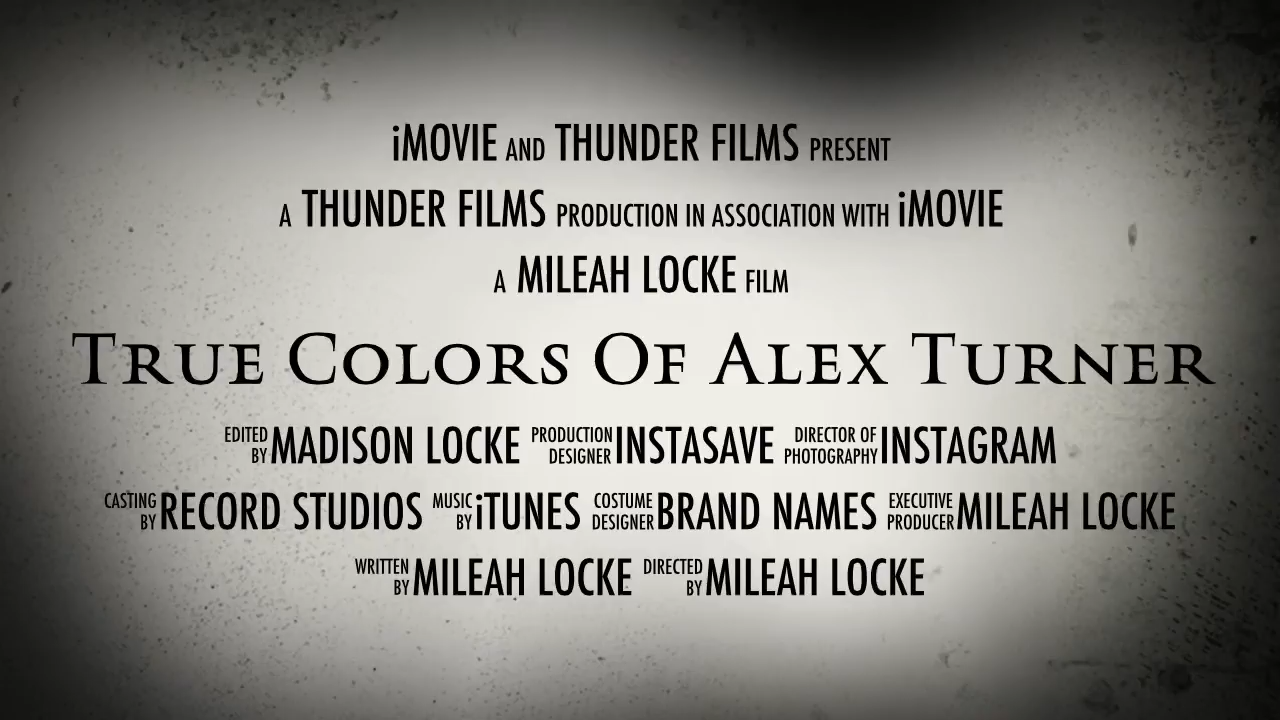 iMOVIE AND THUNDER FILMS PRESENT
A THUNDER FILMS PRODUCTION IN ASSOCIATION WITH iMOVIE
A MILEAH LOCKE FILM
TRUE COLORS OF ALEX TURNER
EDITED BY MADISON LOCKE PRODUCTION DESIGNER INSTASAVE DIRECTOR OF PHOTOGRAPHY INSTAGRAM
CASTING BY RECORD STUDIOS MUSIC BY iTUNES COSTUME DESIGNER BRAND NAMES EXECUTIVE PRODUCER MILEAH LOCKE
WRITTEN BY MILEAH LOCKE DIRECTED BY MILEAH LOCKE